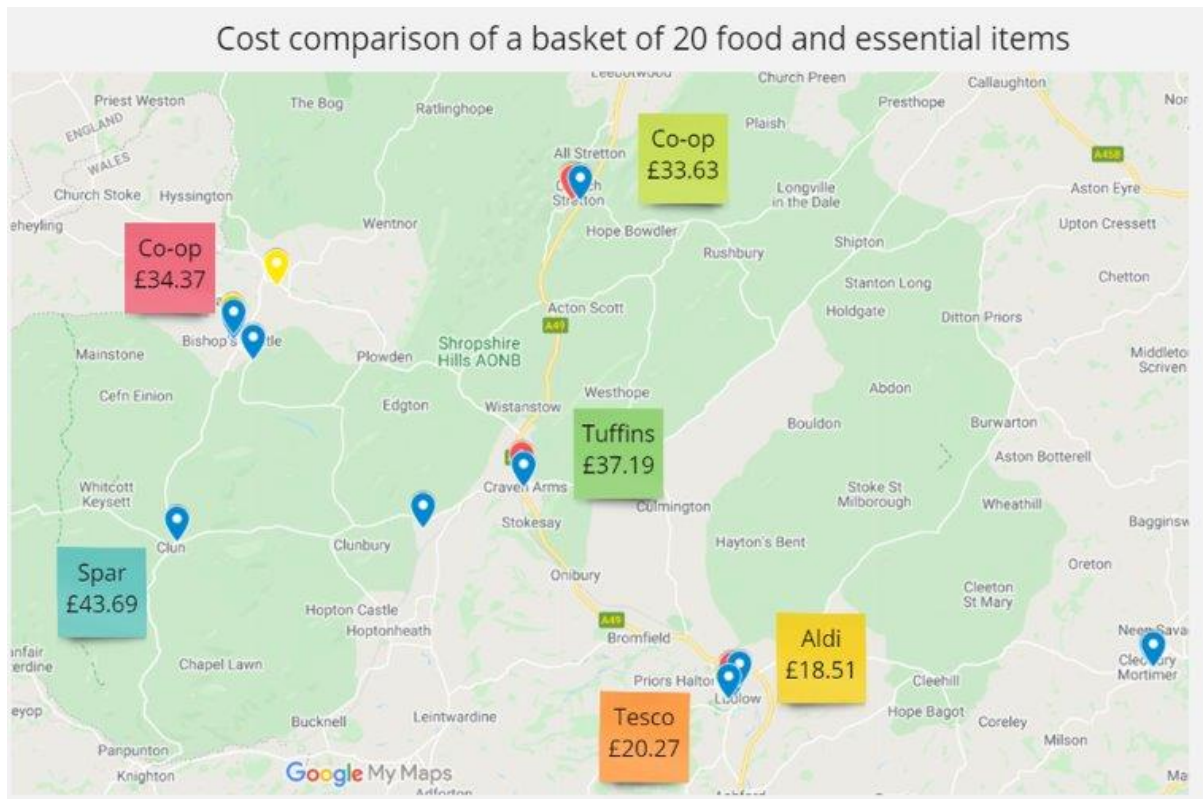 Cost comparison of a basket of 20 food and essential items
Church Preen
Callaughton
Priest Weston
The Bog
Ratlinghope
Presthope
ENGLAND
WALES
Plaish
Co-op
£33.63
All Stretton
A458
Church Stoke
Hyssington
Stretton
Longville
in the Dale
Aston Eyre
Wentnor
Hope Bowdler
Upton Cressett
Rushbury
Shipton
Co-op
£34.37
Stanton Long
Chetton
Acton Scott
Holdgate
Ditton Priors
A49
Mainstone
Plowden
Shropshire
Hills AONB
Abdon
Cefn Einion
Edgton
Wistanstow
Westhope
Bouldon
Burwarton
Tuffins
£37.19
Aston Botterell
Whitcott
Keysett
Craven Arms
Culmington
Stoke St
Milborough
Wheathill
Stokesay
Clun
Clunbury
Hayton's Bent
Spar
£43.69
Onibury
Oreton
Cleeton
St Mary
Hopton Castle
Hoptonheath
A49
Bromfield
Aldi
£18.51
Chapel Lawn
Priors Halton
Ludlow
Cleehill
Mortimer
Tesco
£20.27
Bucknell
Leintwardine
Hope Bagot
Coreley
Milson
Panpunton
Knighton
Google My Maps